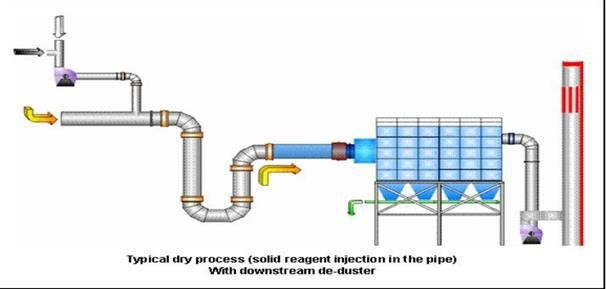 Typical dry process (solid reagent injection in the pipe)
With downstream de-duster